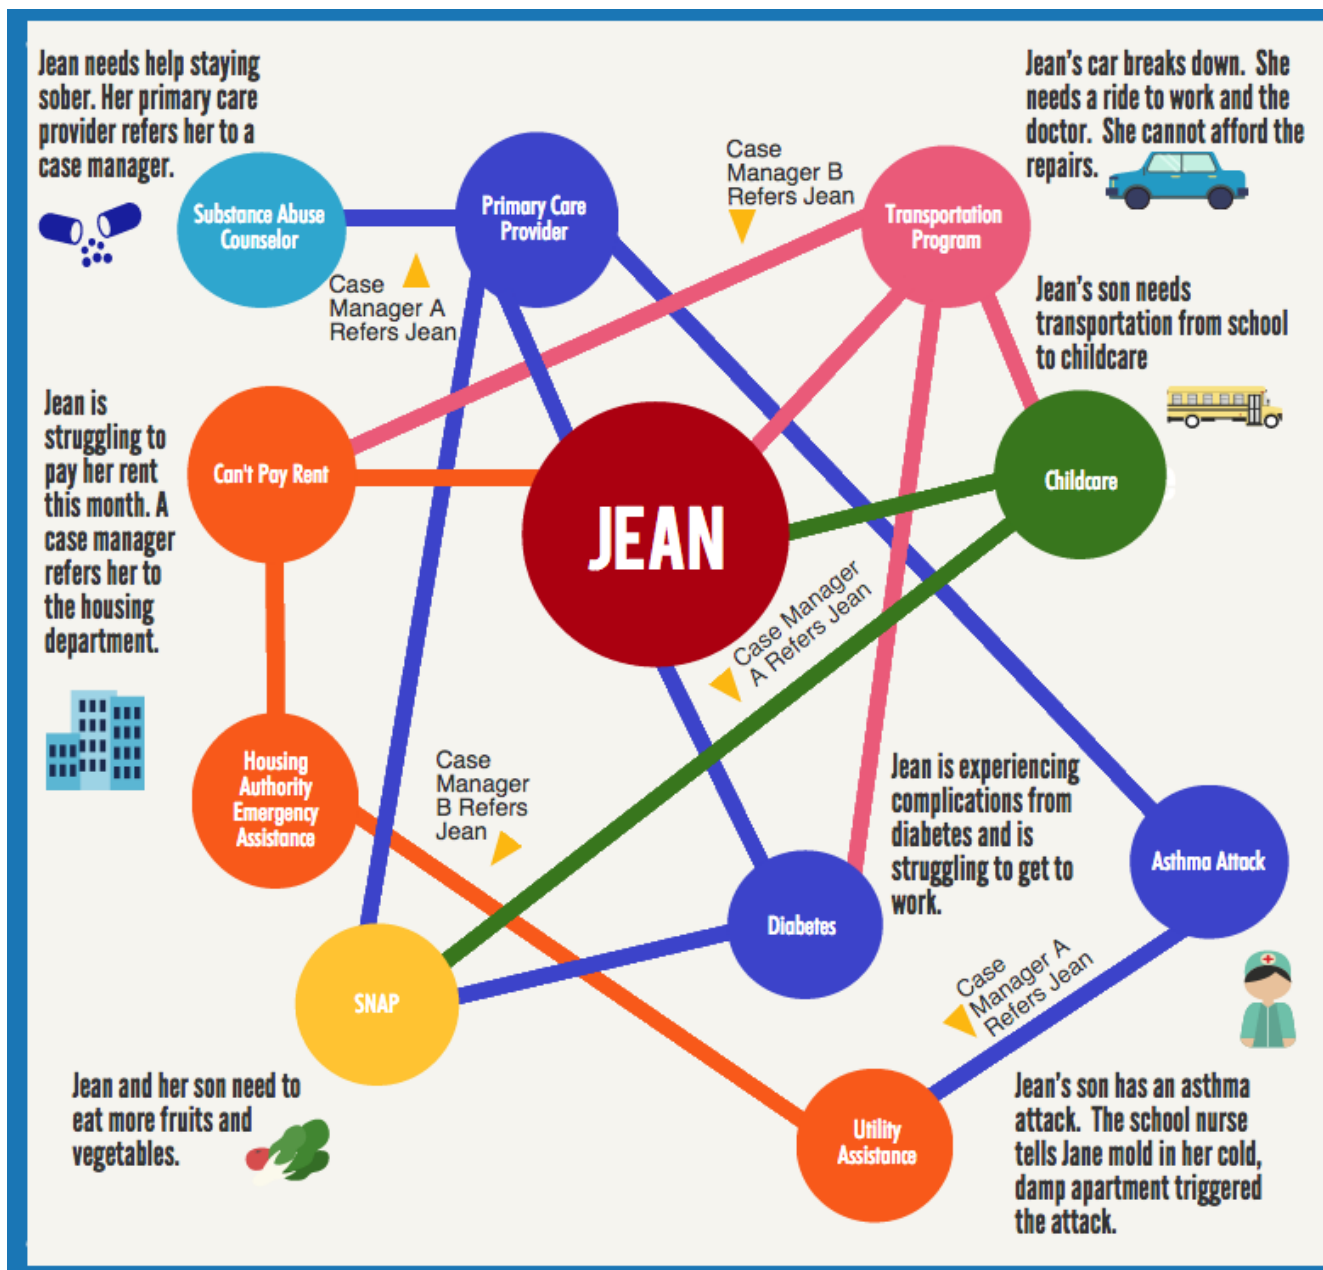 Jean needs help staying
sober. Her primary care
provider refers her to a
case manager.
Substance Abuse
Counselor
Primary Care
Provider
Case
Manager A
Refers Jean
Case
Manager B
Refers Jean
Transportation
Program
Jean's car breaks down. She
needs a ride to work and the
doctor. She cannot afford the
repairs.
Jean's son needs
transportation from school
to childcare
Jean is
struggling to
pay her rent
this month. A
case manager
refers her to
the housing
department.
Can't Pay Rent
JEAN
Childcare
Case Manager
A Refers Jean
Housing
Authority
Emergency
Assistance
Case
Manager
B Refers
Jean
Jean is experiencing
complications from
diabetes and is
struggling to get to
work.
Asthma Attack
Diabetes
SNAP
Case
Manager A
Refers Jean
Jean and her son need to
eat more fruits and
vegetables.
Utility
Assistance
Jean's son has an asthma
attack. The school nurse
tells Jane mold in her cold,
damp apartment triggered
the attack.